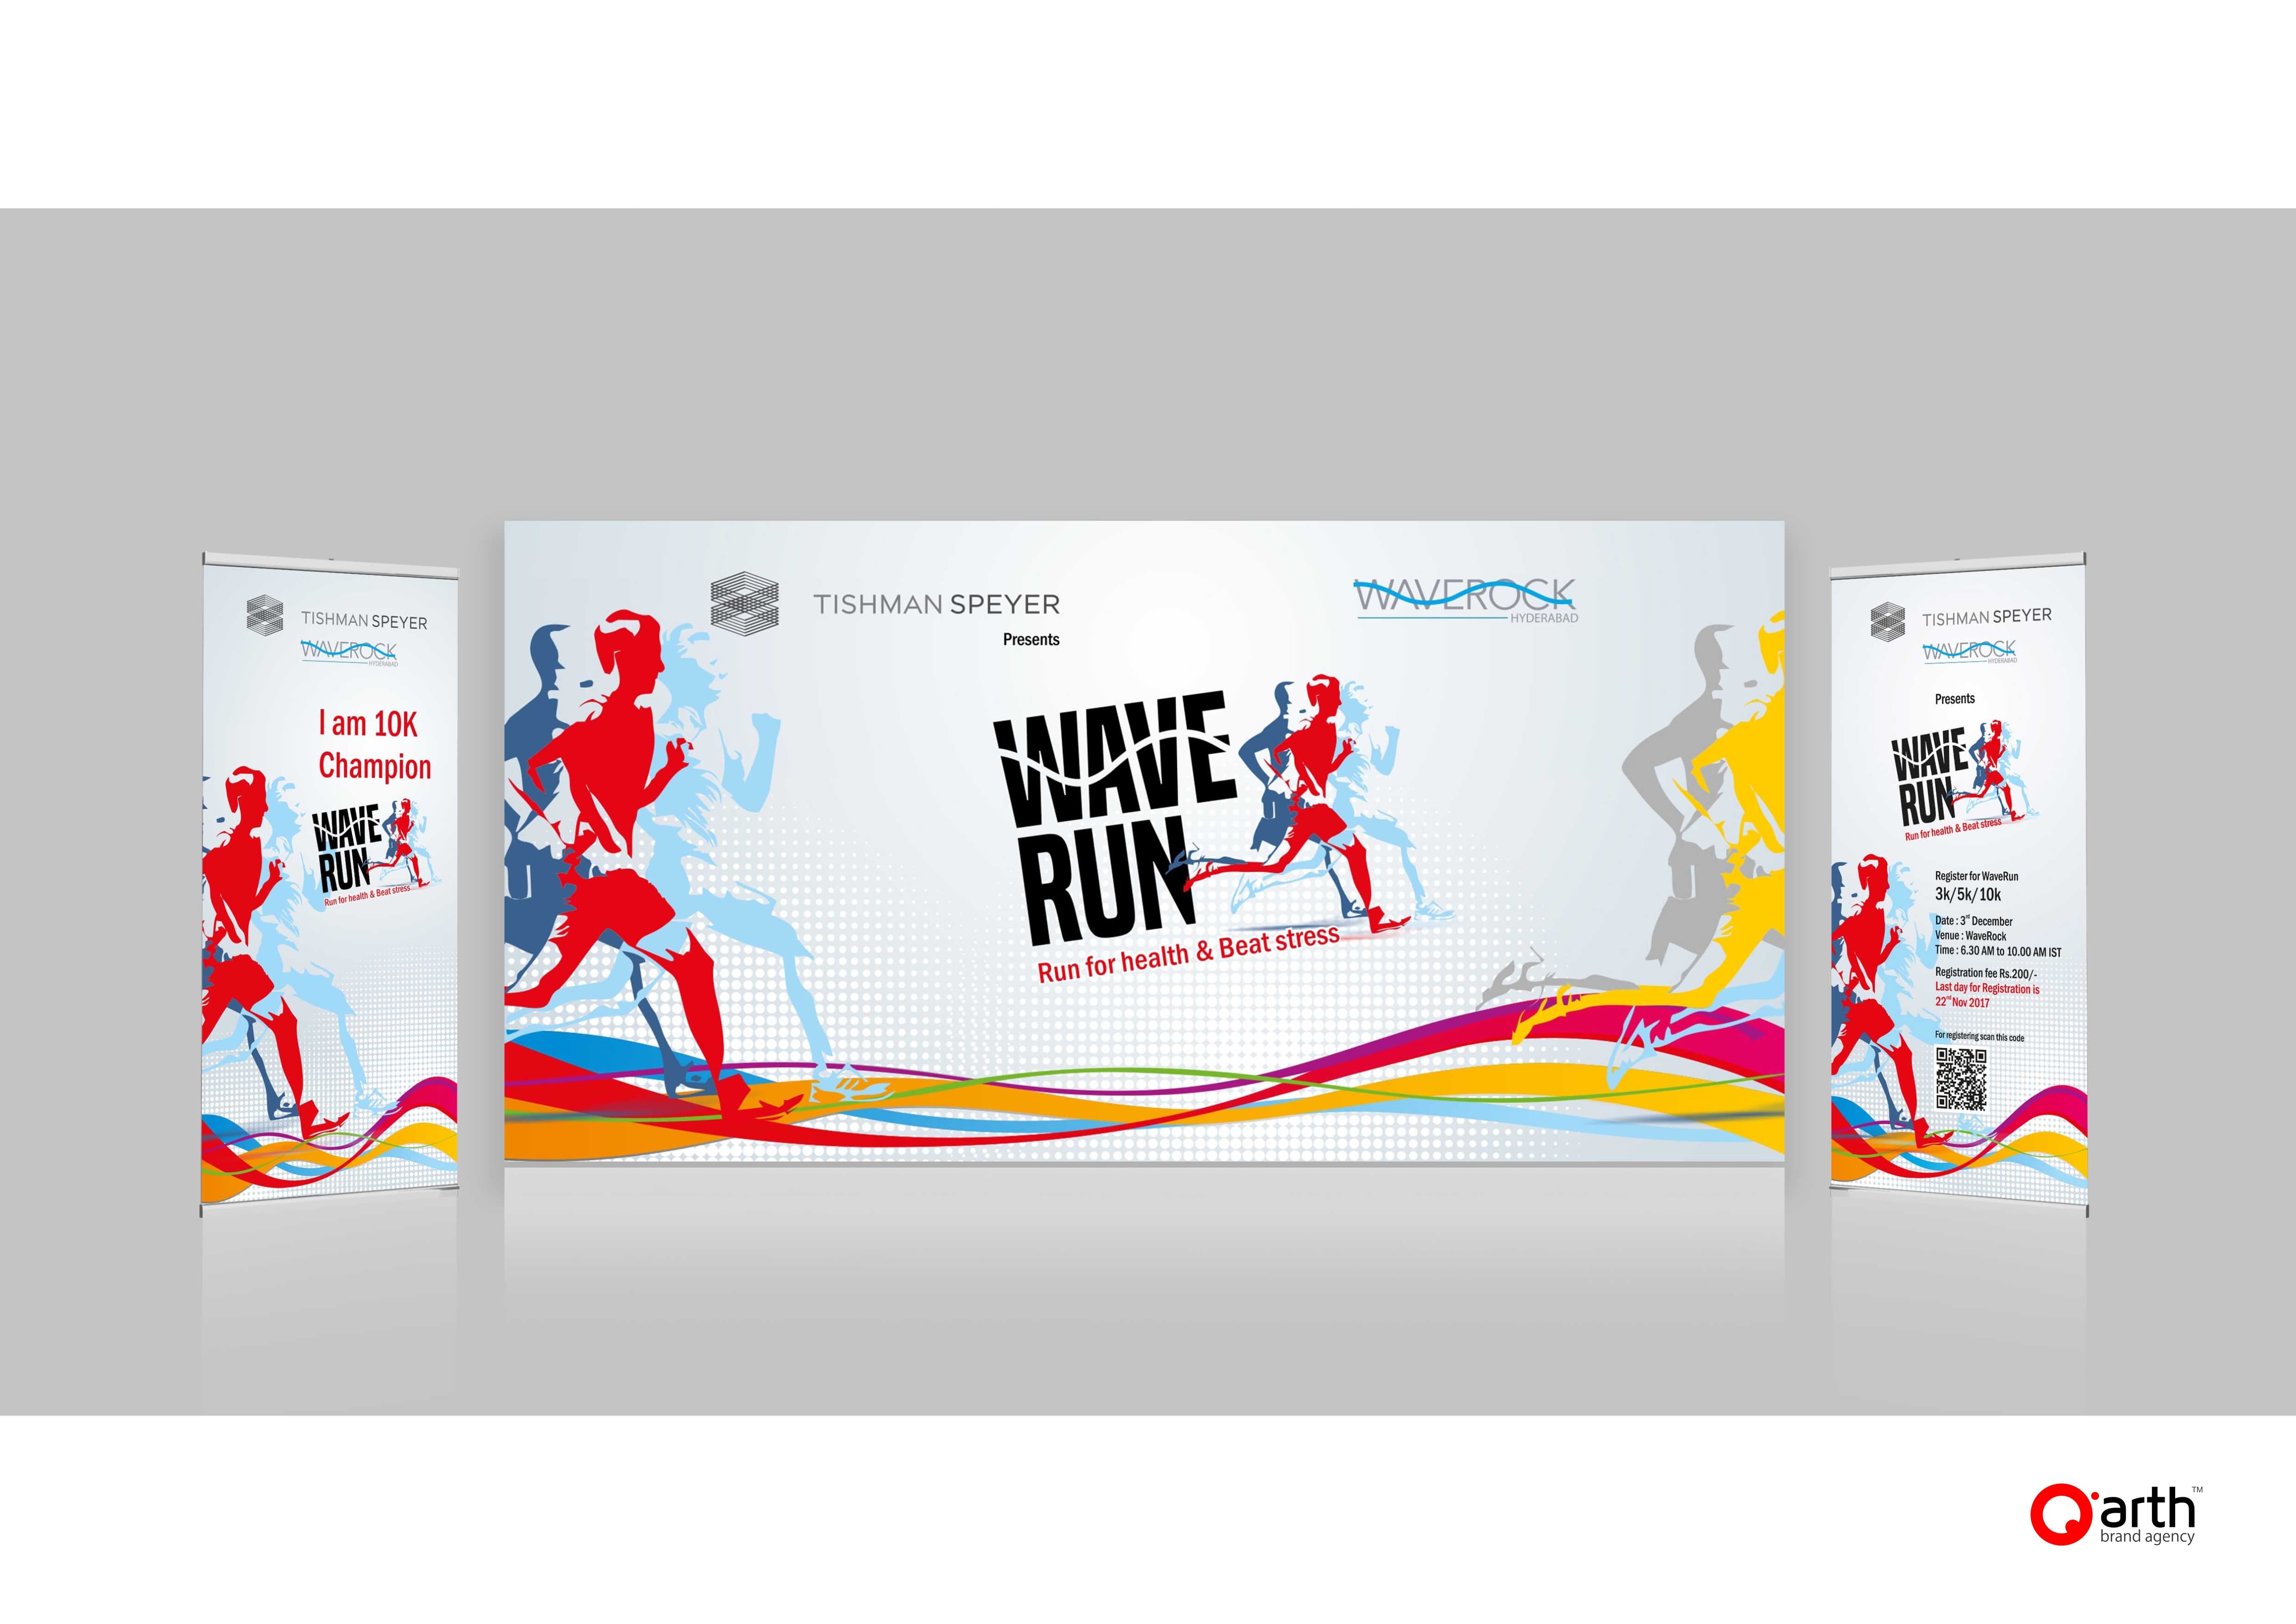 TISHMAN SPEYER
WAVEROCK
HYDERABAD
I am 10K
Champion
WAVE
RUN
Run for health & Beat stress
TISHMAN SPEYER
Presents
WAVEROCK
HYDERABAD
WAVE
RUN
Run for health & Beat stress
TISHMAN SPEYER
WAVEROCK
HYDERABAD
Presents
WAVE
RUN
Run for health & Beat stress
Register for WaveRun
3k/5k/10k
Date : 3rd December
Venue : WaveRock
Time : 6.30 AM to 10.00 AM IST
Registration fee Rs.200/-
Last day for Registration is
22nd Nov 2017
For registering scan this code
arth™
brand agency